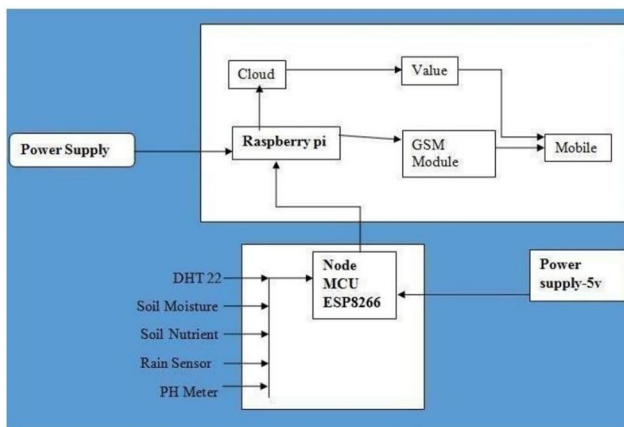 Cloud
Value
Power Supply
Raspberry pi
GSM
Module
Mobile
DHT 22
Soil Moisture
Soil Nutrient
Rain Sensor
PH Meter
Node
MCU
ESP8266
Power
supply-5v